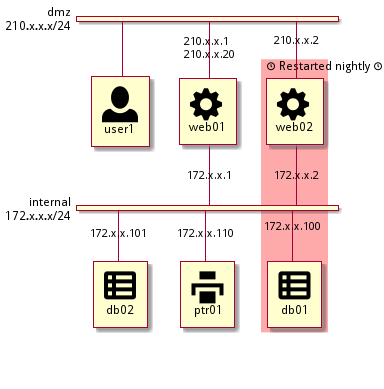 dmz
210.x.x.x/24
210.x.x.1
210.x.x.20
210.x.x.2
⏲ Restarted nightly ⏲
user1
web01
web02
172.x.x.1
172.x.x.2
internal
172.x.x.x/24
172.x.x.101
172.x.x.110
172.x.x.100
db02
ptr01
db01